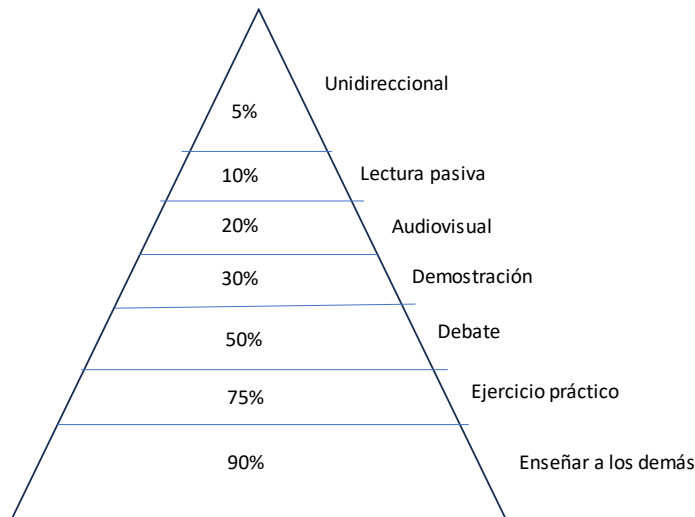 Unidireccional
5%
10%
Lectura pasiva
20%
Audiovisual
30%
Demostración
50%
Debate
75%
Ejercicio práctico
90%
Enseñar a los demás